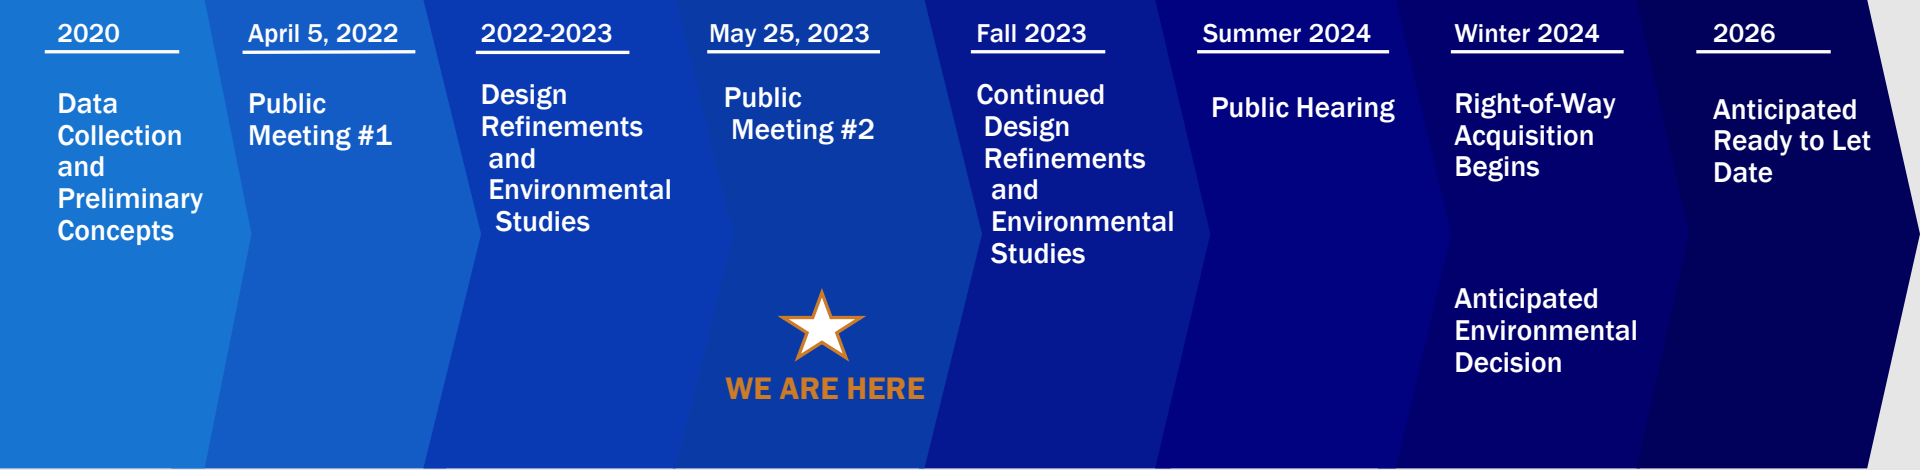 2020
Data
Collection
and
Preliminary
Concepts
April 5, 2022
Public
Meeting #1
2022-2023
Design
Refinements
and
Environmental
Studies
May 25, 2023
Public
Meeting #2
WE ARE HERE
Fall 2023
Continued
Design
Refinements
and
Environmental
Studies
Summer 2024
Public Hearing
Winter 2024
Right-of-Way
Acquisition
Begins
Anticipated
Environmental
Decision
2026
Anticipated
Ready to Let
Date